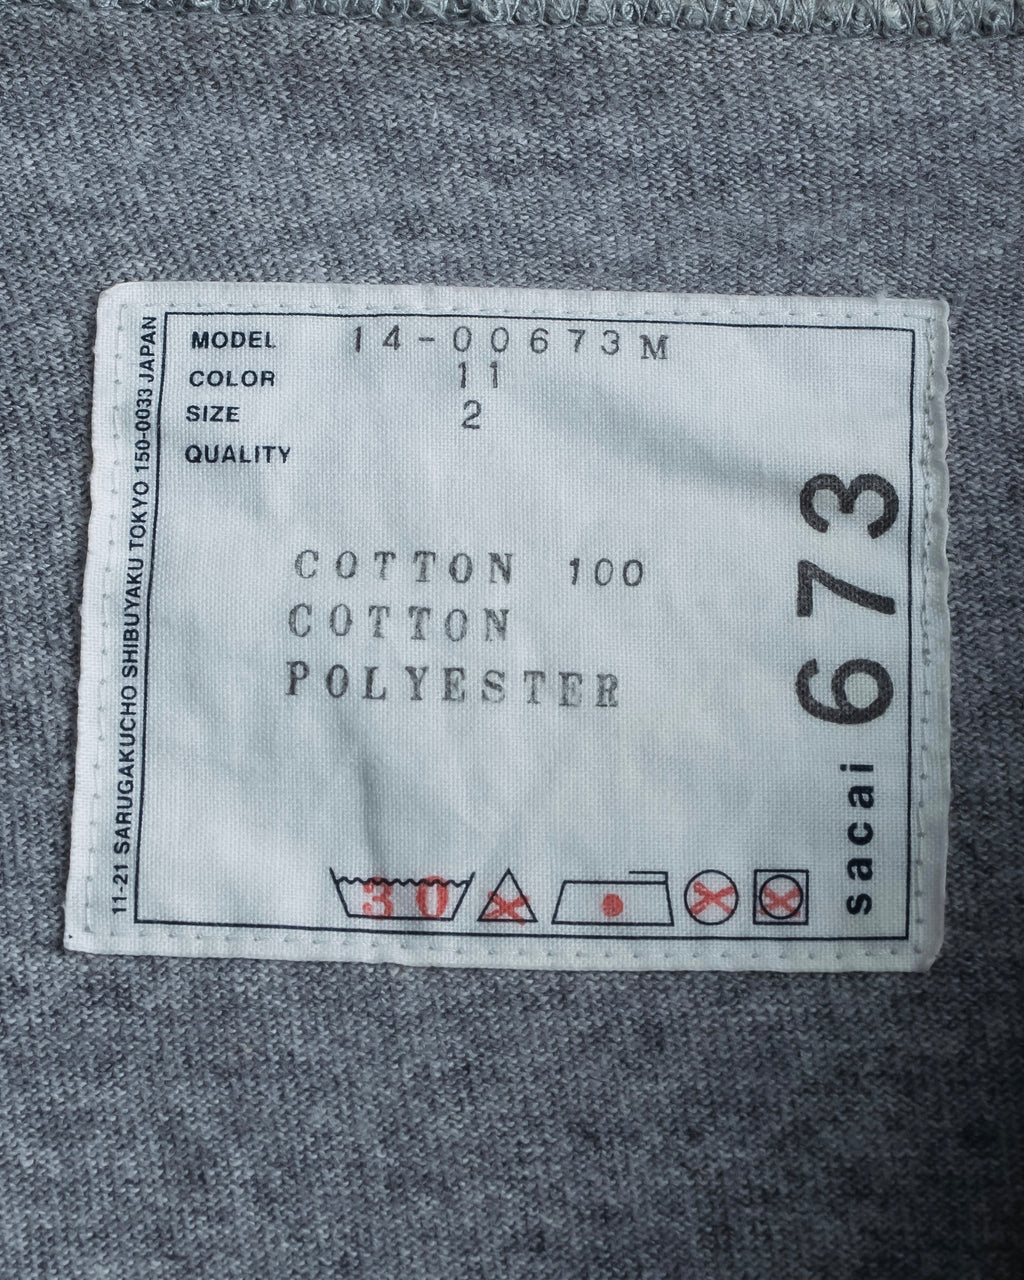 MODEL 14-00673M
COLOR 11
SIZE 2
QUALITY
COTTON 100
COTTON
POLYESTER
30
sacai 673
11-21 SARUGAKUCHO SHIBUYAKU TOKYO 150-0033 JAPAN